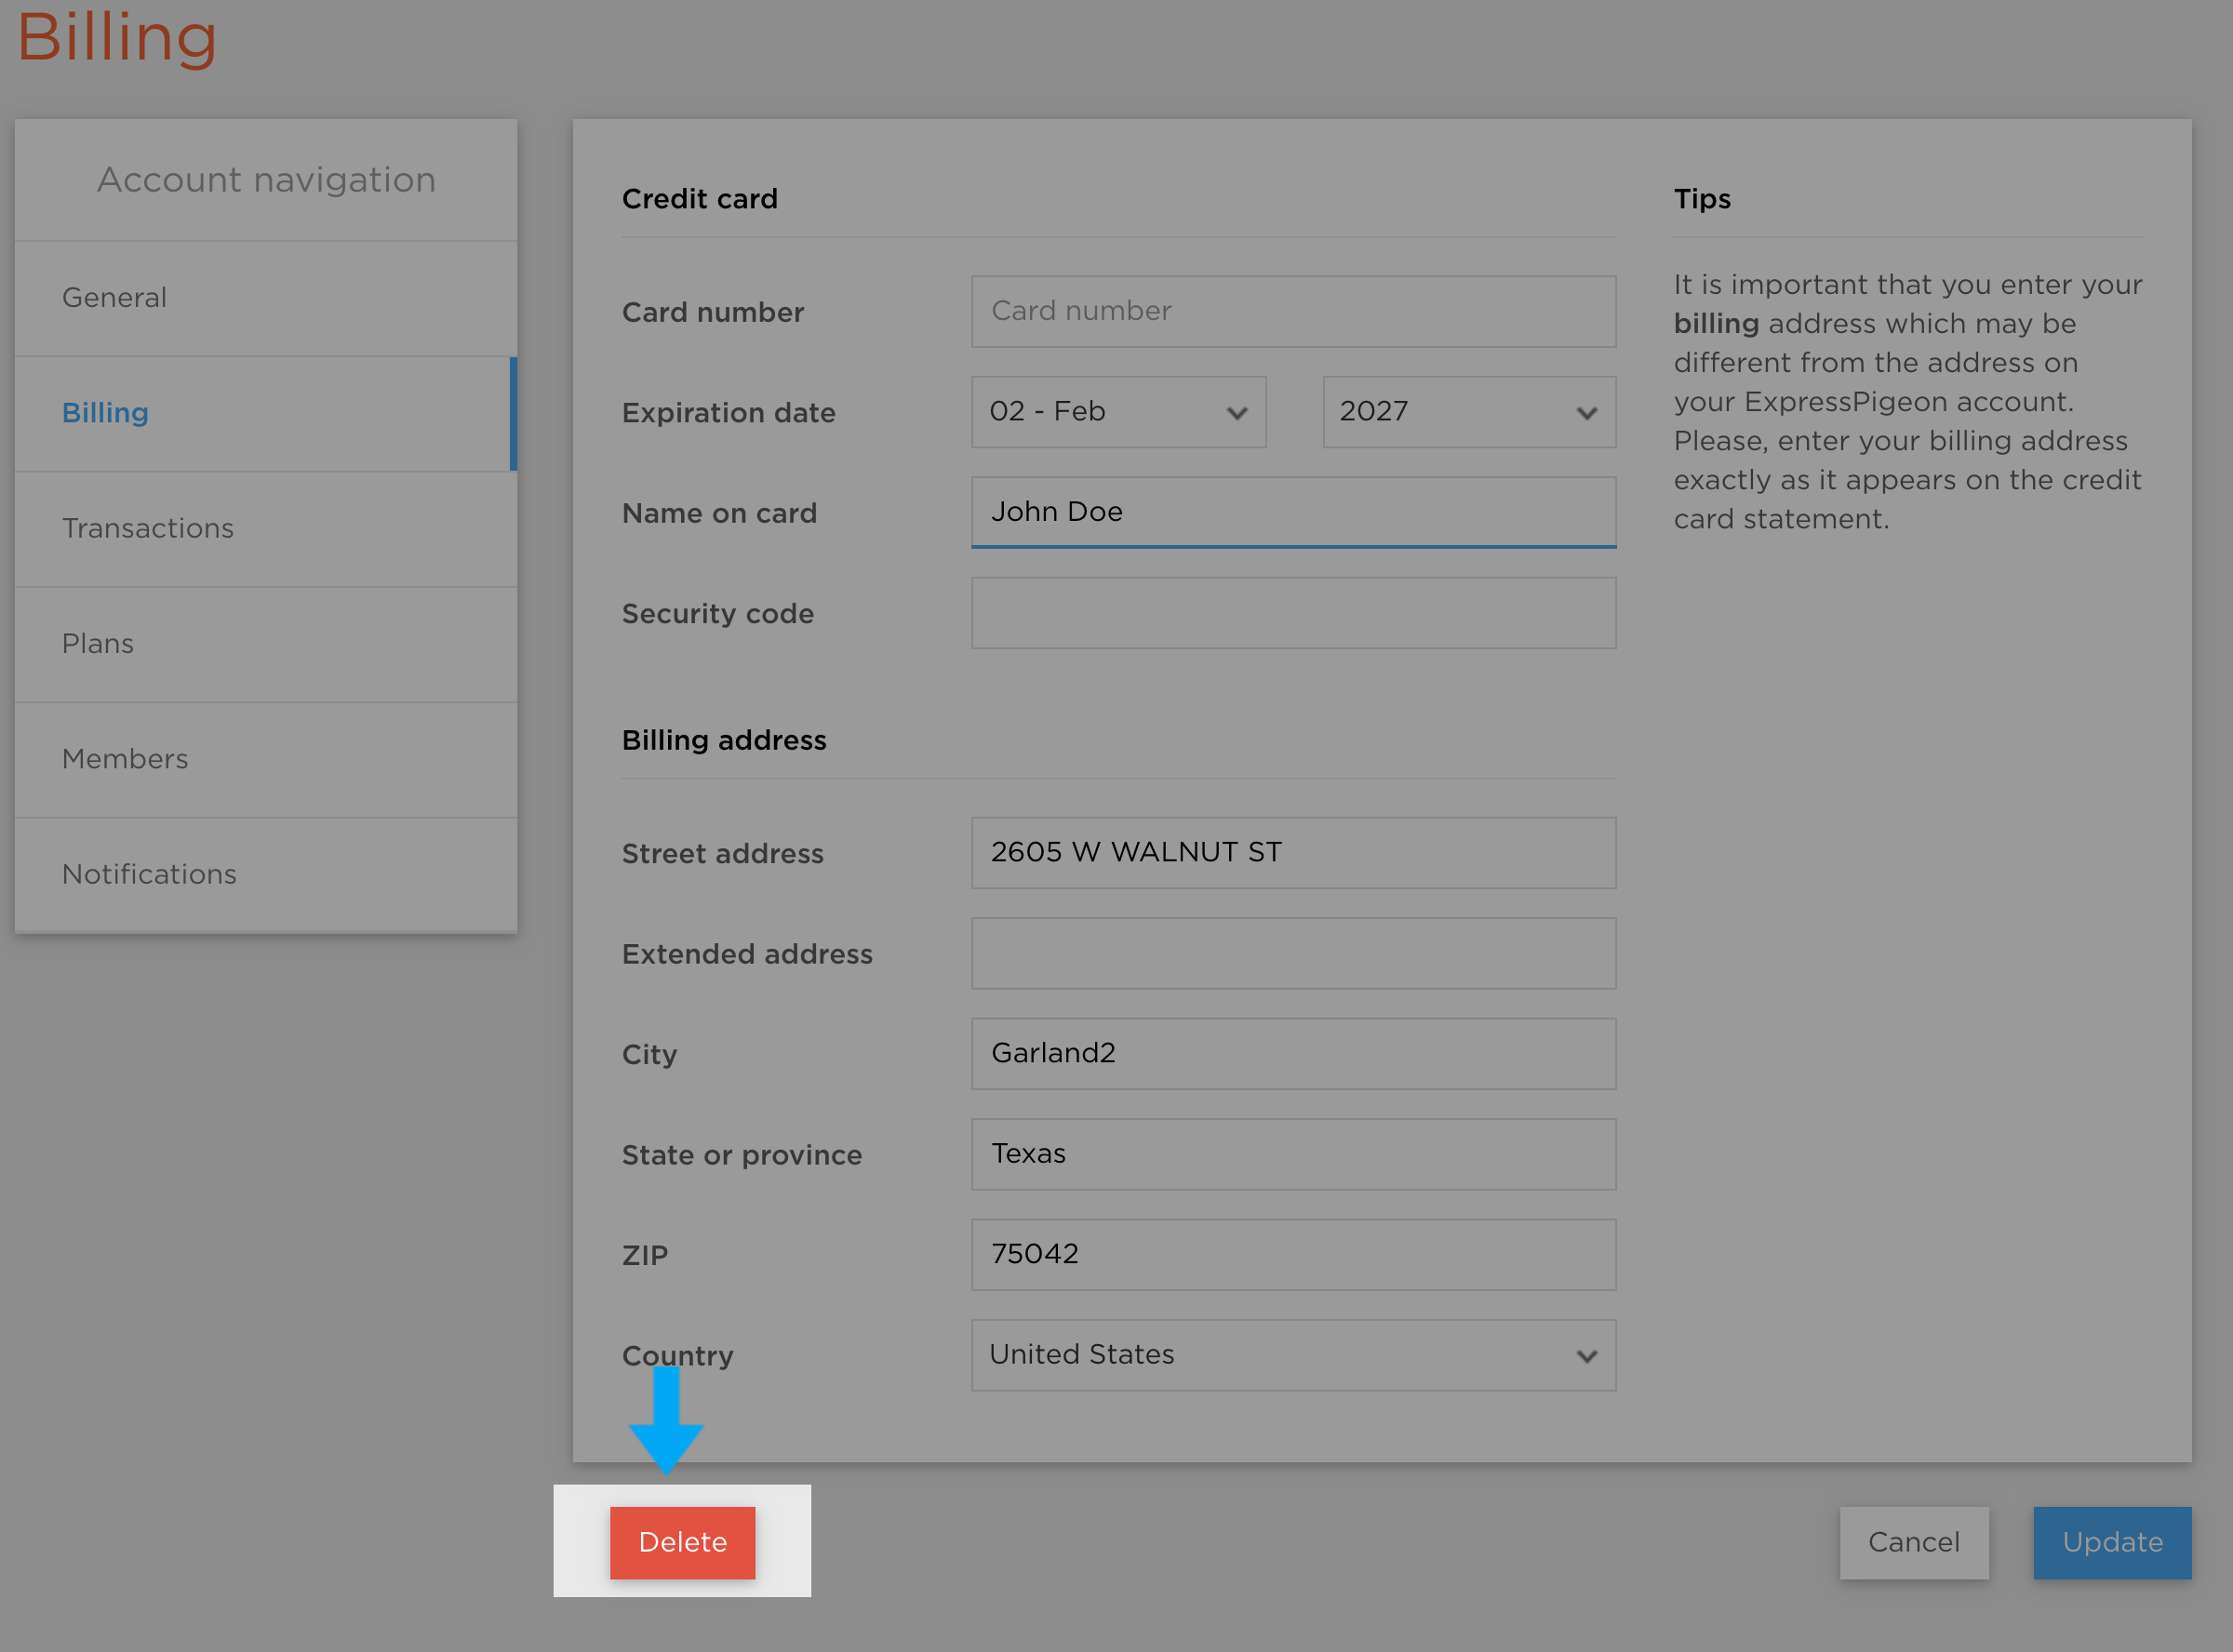 Billing
Account navigation
General
Billing
Transactions
Plans
Members
Notifications
Credit card
Card number
Card number
Expiration date
02 - Feb
2027
Name on card
John Doe
Security code
Billing address
Street address
2605 W WALNUT ST
Extended address
City
Garland2
State or province
Texas
ZIP
75042
Country
United States
Tips
It is important that you enter your
billing address which may be
different from the address on
your ExpressPigeon account.
Please, enter your billing address
exactly as it appears on the credit
card statement.
Delete
Cancel
Update